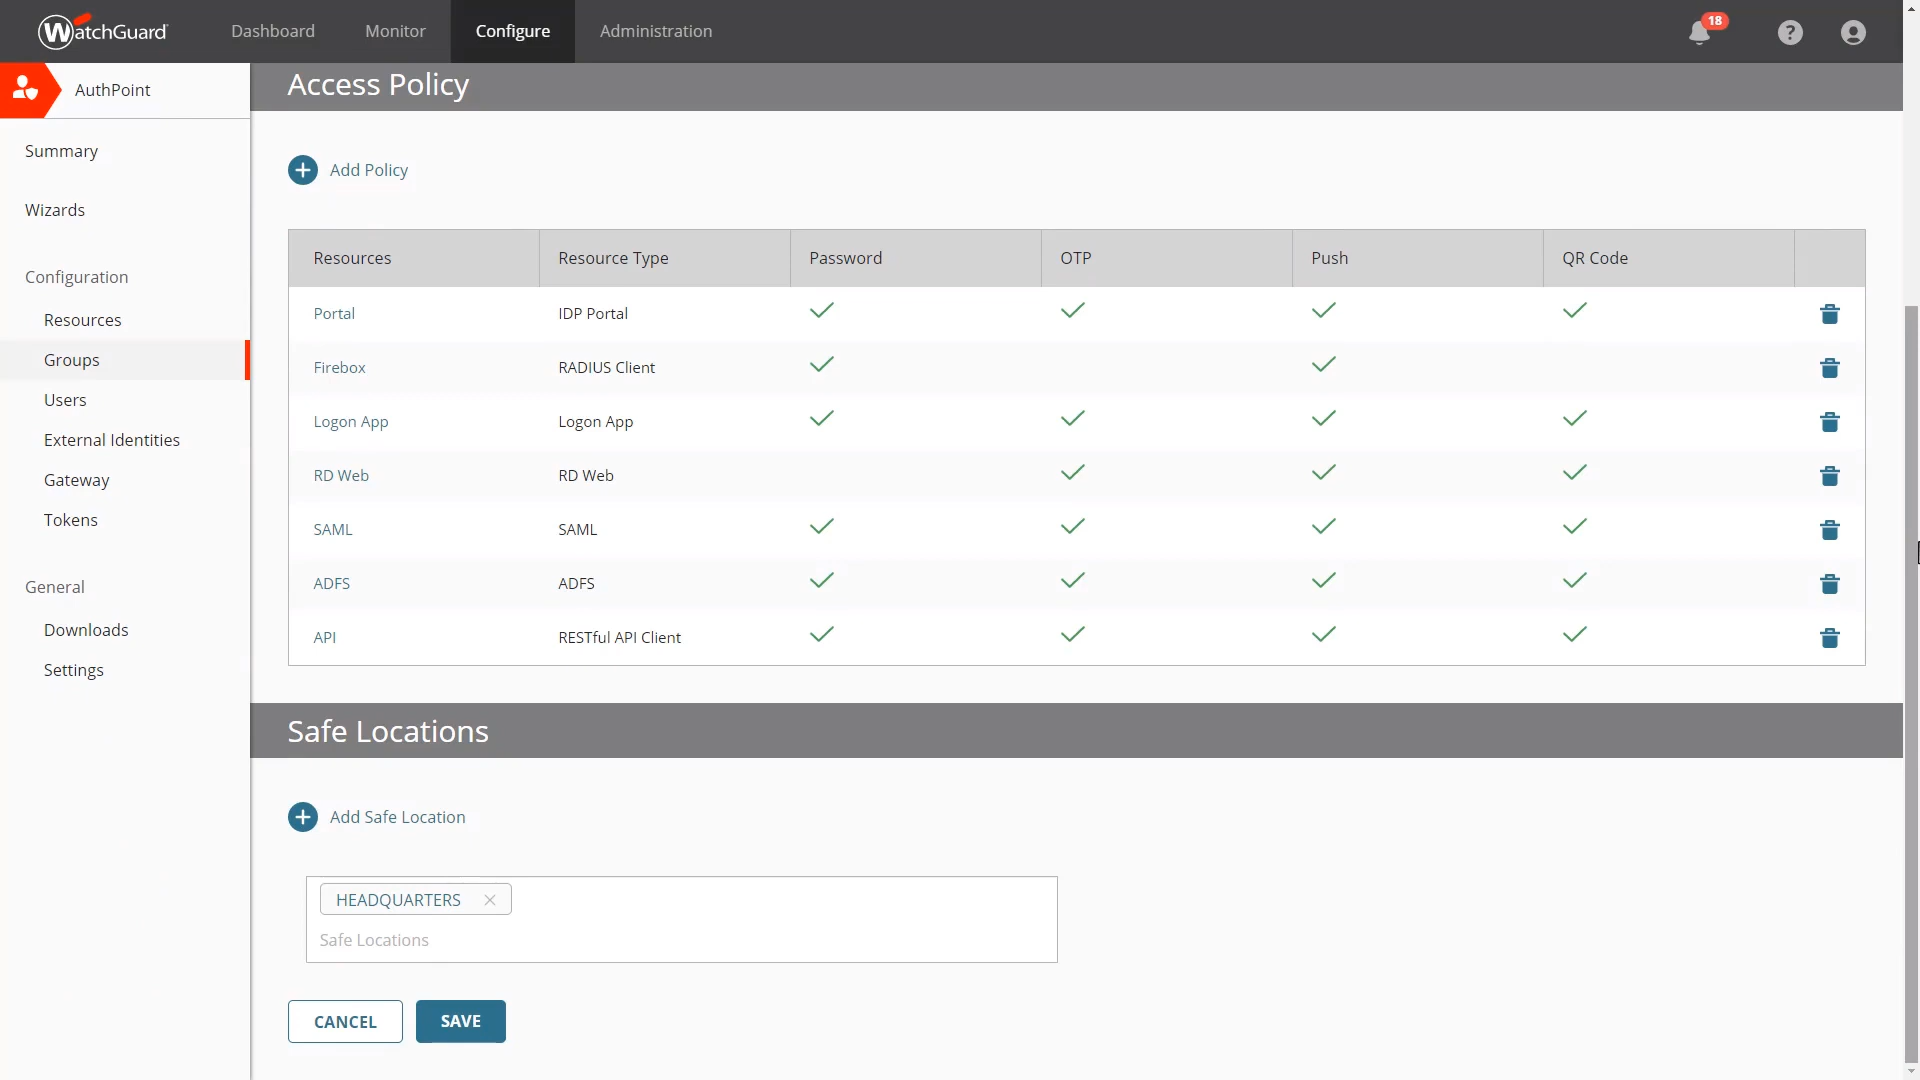 WatchGuard
Dashboard
Monitor
Configure
Administration
18
?
AuthPoint
Summary
Wizards
Configuration
Resources
Groups
Users
External Identities
Gateway
Tokens
General
Downloads
Settings
Access Policy
Add Policy
Resources Resource Type Password OTP Push QR Code
Portal IDP Portal
Firebox RADIUS Client
Logon App Logon App
RD Web RD Web
SAML SAML
ADFS ADFS
API RESTful API Client
Safe Locations
Add Safe Location
HEADQUARTERS
Safe Locations
CANCEL SAVE